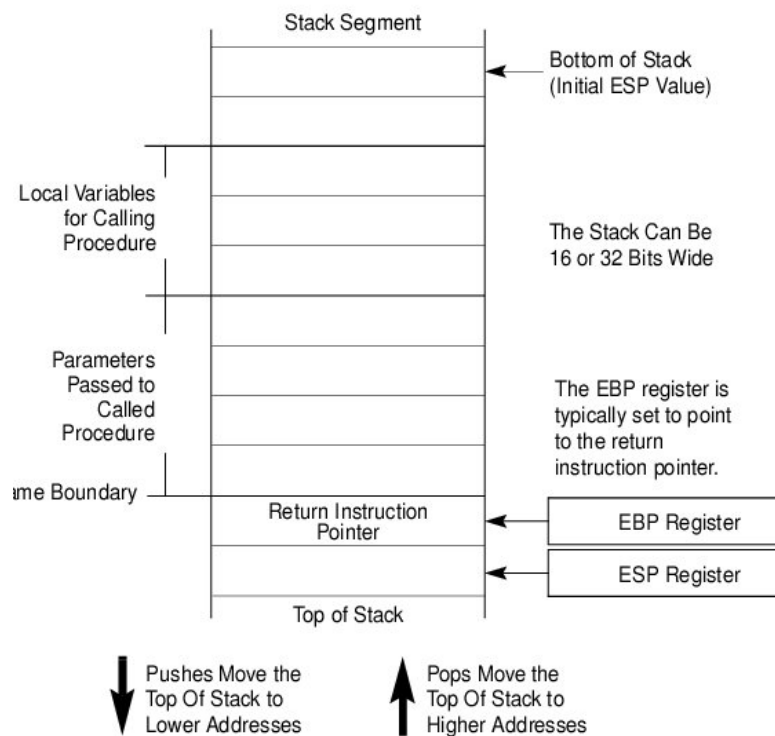 Stack Segment
Bottom of Stack
(Initial ESP Value)
Local Variables
for Calling
Procedure
The Stack Can Be
16 or 32 Bits Wide
Parameters
Passed to
Called
Procedure
The EBP register is
typically set to point
to the return
instruction pointer.
ame Boundary
Return Instruction
Pointer
EBP Register
ESP Register
Top of Stack
Pushes Move the
Top Of Stack to
Lower Addresses
Pops Move the
Top Of Stack to
Higher Addresses